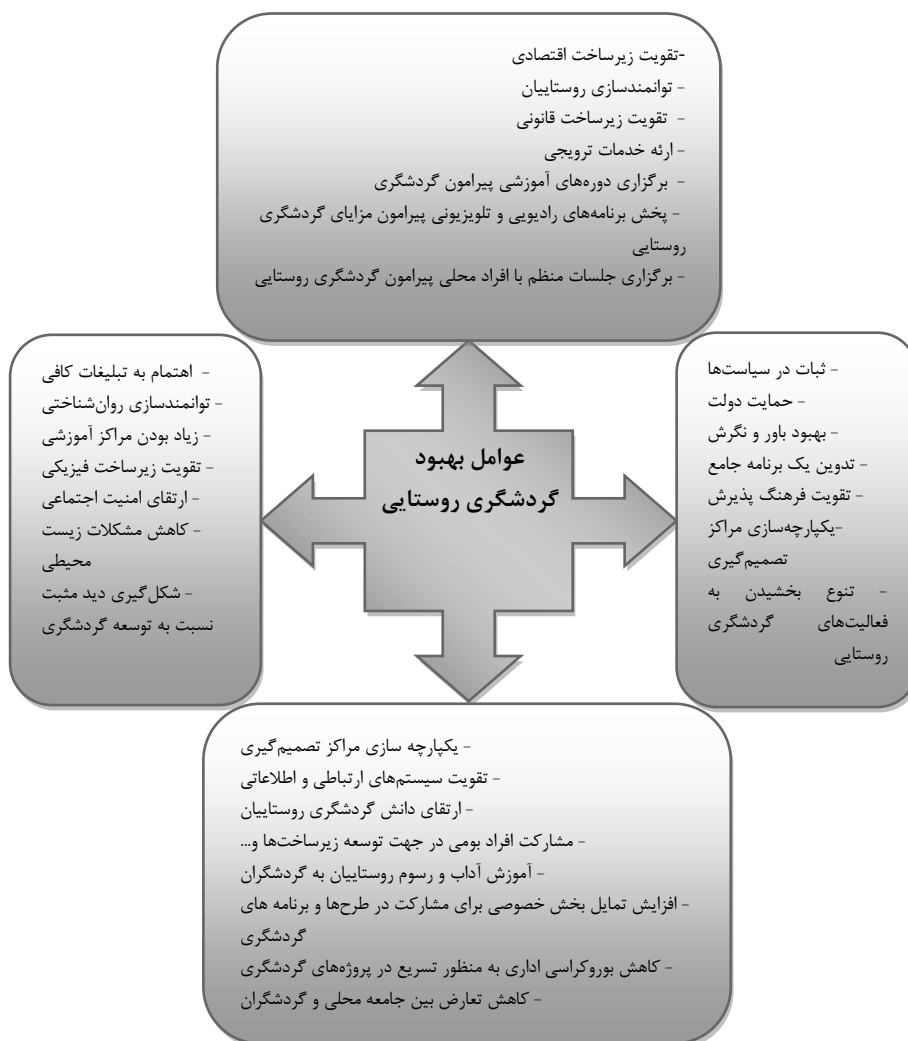 -تقویت زیرساخت اقتصادی
- توانمندسازی روستاییان
- تقویت زیرساخت قانونی
- ارئه خدمات ترویجی
- برگزاری دوره‌های آموزشی پیرامون گردشگری
- پخش برنامه‌های رادیویی و تلویزیونی پیرامون مزایای گردشگری
روستایی
- برگزاری جلسات منظم با افراد محلی پیرامون گردشگری روستایی
- ثبات در سیاست‌ها
- حمایت دولت
- بهبود باور و نگرش
- تدوین یک برنامه جامع
- تقویت فرهنگ پذیرش
-یکپارچه‌سازی مراکز
تصمیم‌گیری
- تنوع بخشیدن به
فعالیت‌های گردشگری
روستایی
عوامل بهبود
گردشگری روستایی
- اهتمام به تبلیغات کافی
- توانمندسازی روان‌شناختی
- زیاد بودن مراکز آموزشی
- تقویت زیرساخت فیزیکی
- ارتقای امنیت اجتماعی
- کاهش مشکلات زیست
محیطی
- شکل‌گیری دید مثبت
نسبت به توسعه گردشگری
- یکپارچه سازی مراکز تصمیم‌گیری
- تقویت سیستم‌های ارتباطی و اطلاعاتی
- ارتقای دانش گردشگری روستاییان
- مشارکت افراد بومی در جهت توسعه زیرساخت‌ها و...
- آموزش آداب و رسوم روستاییان به گردشگران
- افزایش تمایل بخش خصوصی برای مشارکت در طرح‌ها و برنامه های
گردشگری
- کاهش بوروکراسی اداری به منظور تسریع در پروژه‌های گردشگری
- کاهش تعارض بین جامعه محلی و گردشگران